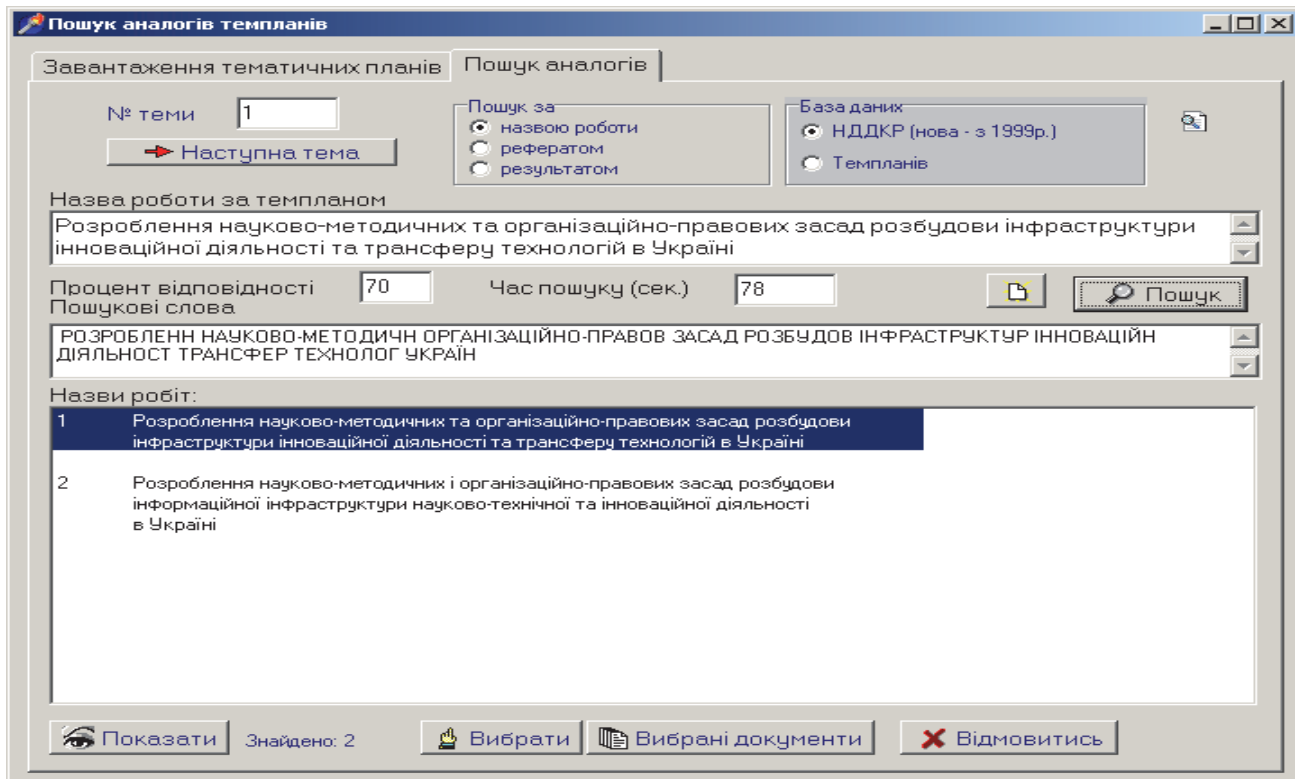 Пошук аналогів темпланів
Завантаження тематичних планів
Пошук аналогів
№ теми 1
Наступна тема
Пошук за
назвою роботи
рефератом
результатом
База даних
НДДКР (нова - з 1999р.)
Темпланів
Назва роботи за темпланом
Розроблення науково-методичних та організаційно-правових засад розбудови інфраструктури
інноваційної діяльності та трансферу технологій в Україні
Процент відповідності 70 Час пошуку (сек.) 78
Пошук
Пошукові слова
РОЗРОБЛЕНН НАУКОВО-МЕТОДИЧН ОРГАНІЗАЦІЙНО-ПРАВОВ ЗАСАД РОЗБУДОВ ІНФРАСТРУКТУР ІННОВАЦІЙН
ДІЯЛЬНОСТ ТРАНСФЕР ТЕХНОЛОГ УКРАЇН
Назви робіт:
1 Розроблення науково-методичних та організаційно-правових засад розбудови
інфраструктури інноваційної діяльності та трансферу технологій в Україні
2 Розроблення науково-методичних і організаційно-правових засад розбудови
інформаційної інфраструктури науково-технічної та інноваційної діяльності
в Україні
Показати Знайдено: 2 Вибрати Вибрані документи Відмовитись